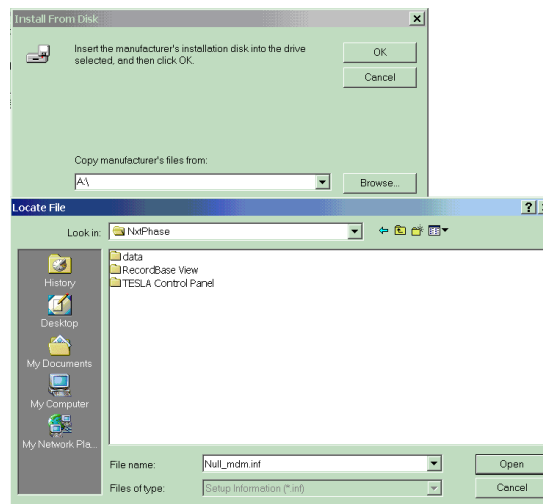 Install From Disk
Insert the manufacturer's installation disk into the drive
selected, and then click OK.
OK
Cancel
Copy manufacturer's files from:
A:\
Browse...
Locate File
Look in:
NxtPhase
data
RecordBase View
TESLA Control Panel
History
Desktop
My Documents
My Computer
My Network Pla...
File name:
Null_mdm.inf
Open
Files of type:
Setup Information (*.inf)
Cancel